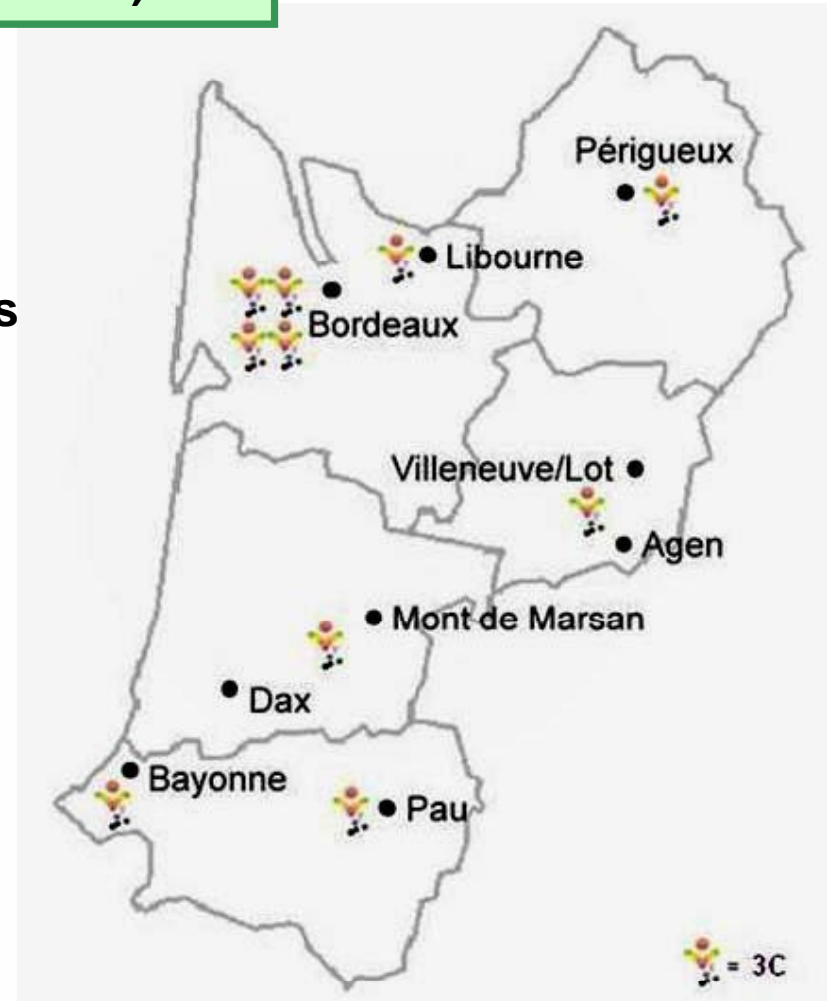 s
Périgueux
Libourne
Bordeaux
Villeneuve/Lot
Agen
Mont de Marsan
Dax
Bayonne
Pau
= 3C